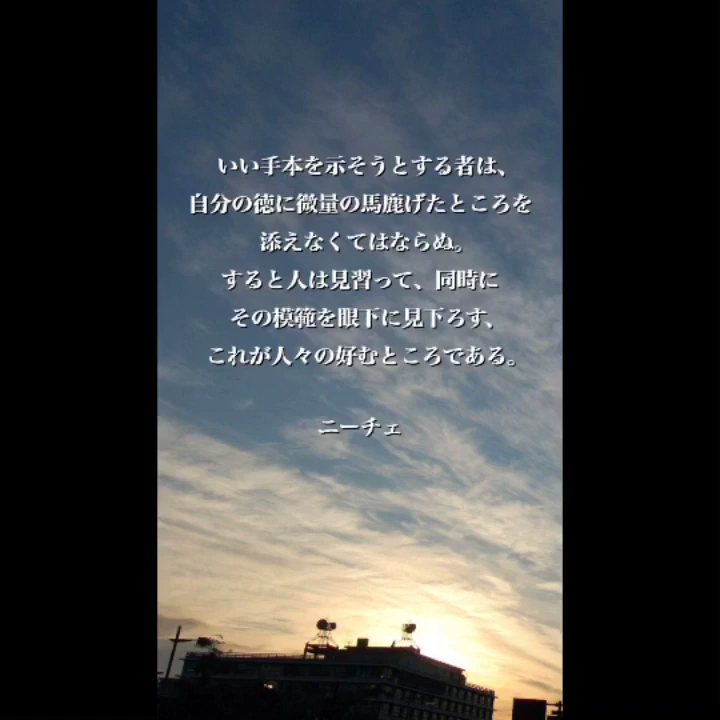 いい手本を示そうとする者は、
自分の徳に微量の馬鹿げたところを
添えなくてはならぬ。
すると人は見習って、同時に
その模範を眼下に見下ろす、
これが人々の好むところである。
ニーチェ